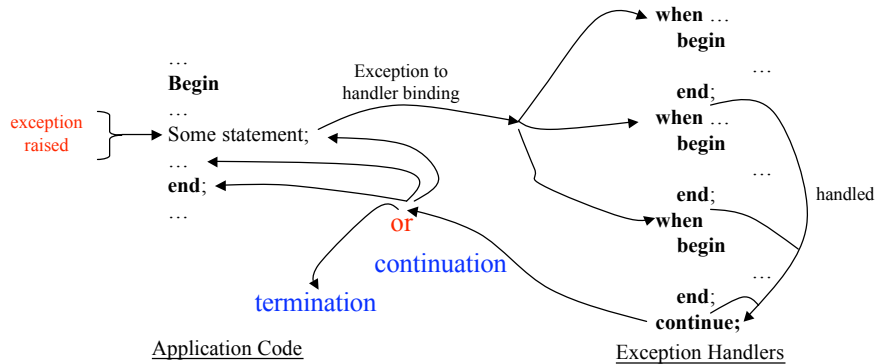 …
Begin
…
exception
raised
Some statement;
…
end;
…
Exception to
handler binding
or
continuation
termination
Application Code
when …
begin
…
end;
when …
begin
…
end;
when
begin
…
end;
continue;
handled
Exception Handlers